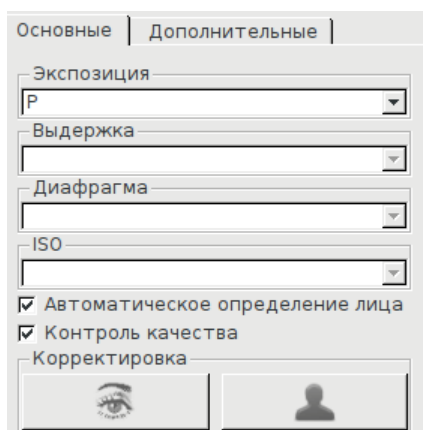 Основные Дополнительные
Экспозиция
P
Выдержка
Диафрагма
ISO
Автоматическое определение лица
Контроль качества
Корректировка